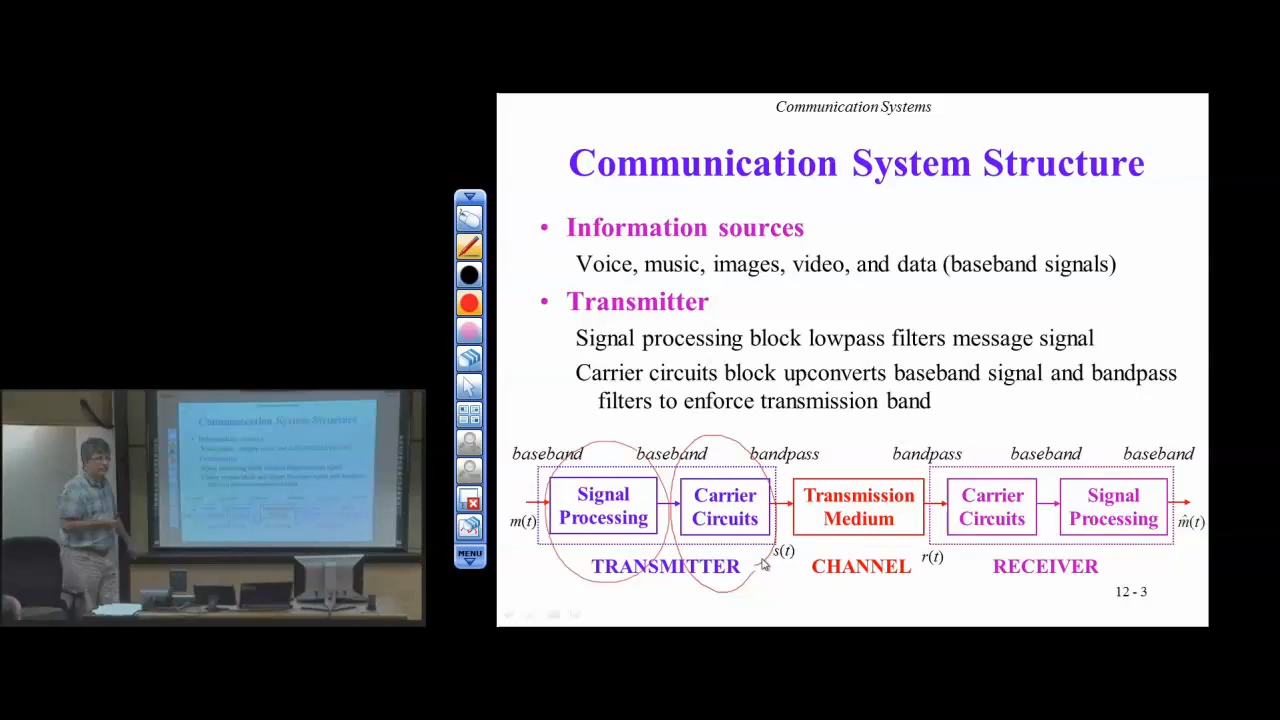 Communication Systems
Communication System Structure
• Information sources
Voice, music, images, video, and data (baseband signals)
• Transmitter
Signal processing block lowpass filters message signal
Carrier circuits block upconverts baseband signal and bandpass
filters to enforce transmission band
baseband baseband bandpass bandpass baseband baseband
Signal Carrier Transmission Carrier Signal
Processing Circuits Medium Circuits Processing
m(t) s(t) r(t) m̂(t)
TRANSMITTER CHANNEL RECEIVER
12 - 3
MENU
Communication System Structure